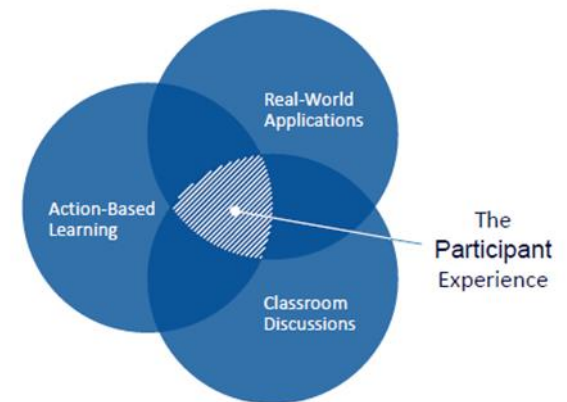 Real-World
Applications
Action-Based
Learning
The
Participant
Experience
Classroom
Discussions